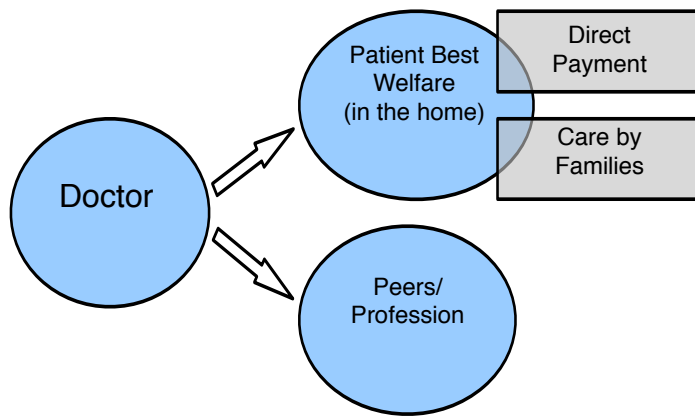 Doctor
Patient Best
Welfare
(in the home)
Direct
Payment
Care by
Families
Peers/
Profession